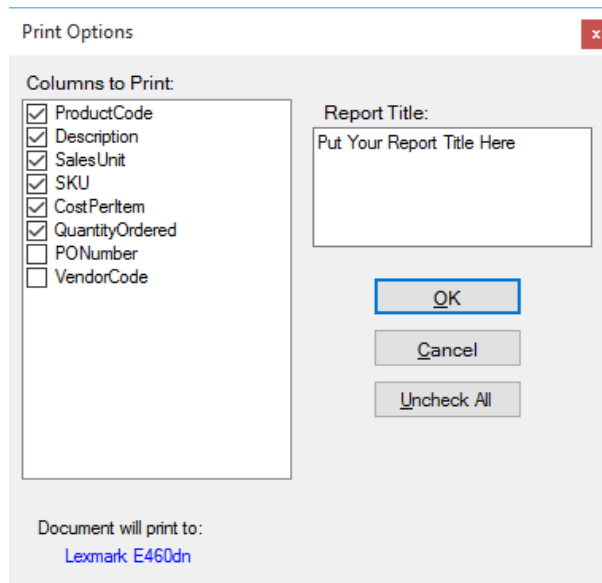 Print Options
x
Columns to Print:
ProductCode
Description
SalesUnit
SKU
CostPerItem
QuantityOrdered
PONumber
VendorCode
Report Title:
Put Your Report Title Here
OK
Cancel
Uncheck All
Document will print to:
Lexmark E460dn